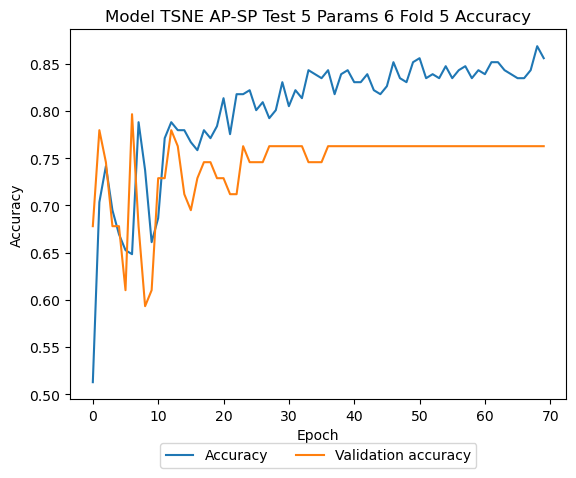 Model TSNE AP-SP Test 5 Params 6 Fold 5 Accuracy
Accuracy
0.85
0.80
0.75
0.70
0.65
0.60
0.55
0.50
0 10 20 30 40 50 60 70
Epoch
Accuracy Validation accuracy